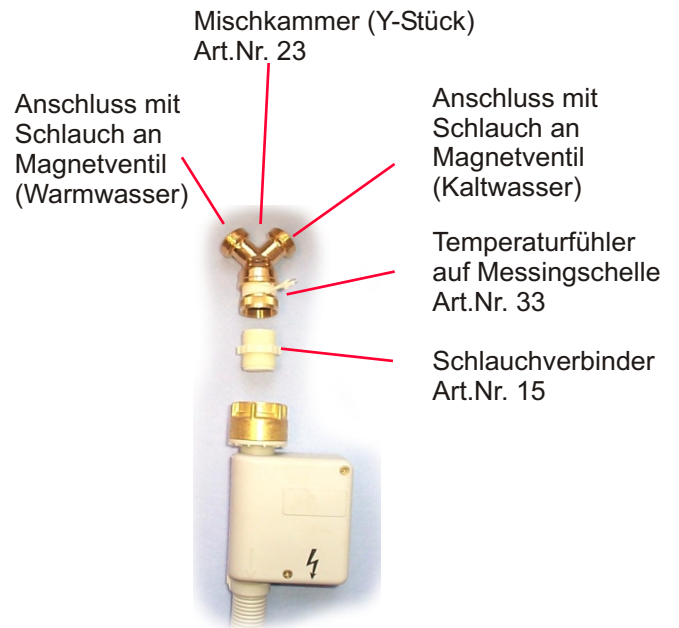 Mischkammer (Y-Stück)
Art.Nr. 23
Anschluss mit
Schlauch an
Magnetventil
(Warmwasser)
Anschluss mit
Schlauch an
Magnetventil
(Kaltwasser)
Temperaturfühler
auf Messingschelle
Art.Nr. 33
Schlauchverbinder
Art.Nr. 15